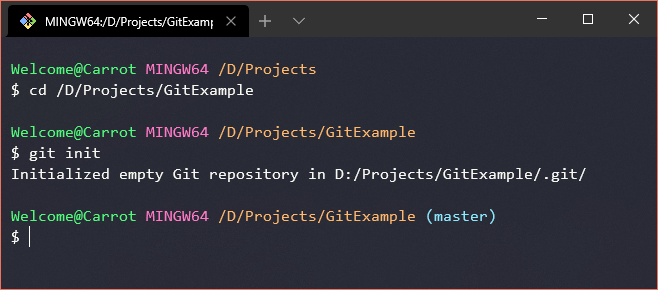 MINGW64:/D/Projects/GitExam
Welcome@Carrot MINGW64 /D/Projects
$ cd /D/Projects/GitExample
Welcome@Carrot MINGW64 /D/Projects/GitExample
$ git init
Initialized empty Git repository in D:/Projects/GitExample/.git/
Welcome@Carrot MINGW64 /D/Projects/GitExample (master)
$